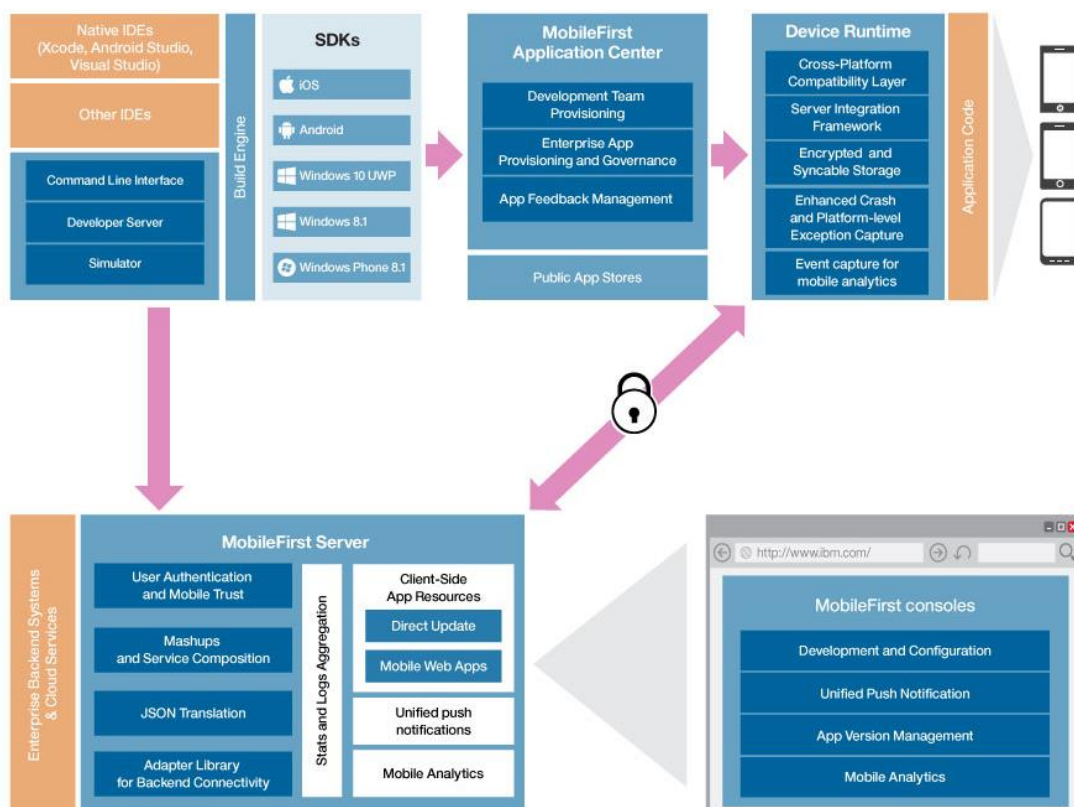 Native IDEs
(Xcode, Android Studio,
Visual Studio)
Other IDEs
Command Line Interface
Developer Server
Simulator
Build Engine
SDKs
iOS
Android
Windows 10 UWP
Windows 8.1
Windows Phone 8.1
MobileFirst
Application Center
Development Team
Provisioning
Enterprise App
Provisioning and Governance
App Feedback Management
Public App Stores
Device Runtime
Cross-Platform
Compatibility Layer
Server Integration
Framework
Encrypted and
Syncable Storage
Enhanced Crash
and Platform-level
Exception Capture
Event capture for
mobile analytics
Application Code
Enterprise Backend Systems
& Cloud Services
MobileFirst Server
User Authentication
and Mobile Trust
Mashups
and Service Composition
JSON Translation
Adapter Library
for Backend Connectivity
Stats and Logs Aggregation
Client-Side
App Resources
Direct Update
Mobile Web Apps
Unified push
notifications
Mobile Analytics
http://www.ibm.com/
MobileFirst consoles
Development and Configuration
Unified Push Notification
App Version Management
Mobile Analytics